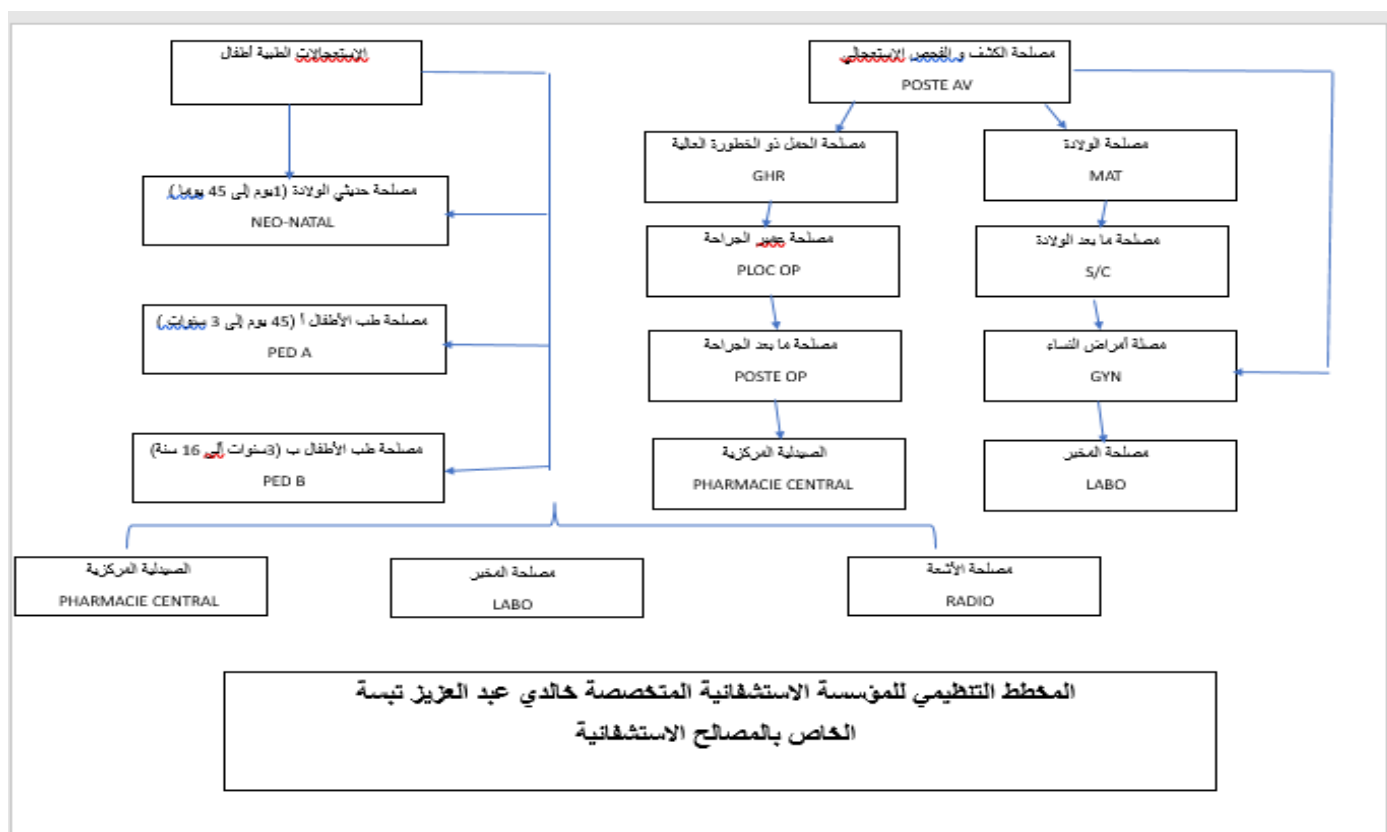 الإستعجالات الطبية أطفال
مصلحة حديثي الولادة (1يوم إلى 45 يوما)
NEO-NATAL
مصلحة طب الأطفال أ (45 يوم إلى 3 سنوات )
PED A
مصلحة طب الأطفال ب (3سنوات ألى 16 سنة)
PED B
مصلحة الكشف و الفحص الإستعجالي
POSTE AV
مصلحة الحمل ذو الخطورة العالية
GHR
مصلحة الولادة
MAT
مصلحة الجراحة
PLOC OP
مصلحة ما بعد الولادة
S/C
مصلحة ما بعد الجراحة
POSTE OP
مصلة أمراض النساء
GYN
الصيدلية المركزية
PHARMACIE CENTRAL
مصلحة المخبر
LABO
الصيدلية المركزية
PHARMACIE CENTRAL
مصلحة المخبر
LABO
مصلحة الأشعة
RADIO
المخطط التنظيمي للمؤسسة الاستشفائية المتخصصة خالدي عبد العزيز تبسة
الخاص بالمصالح الاستشفائية